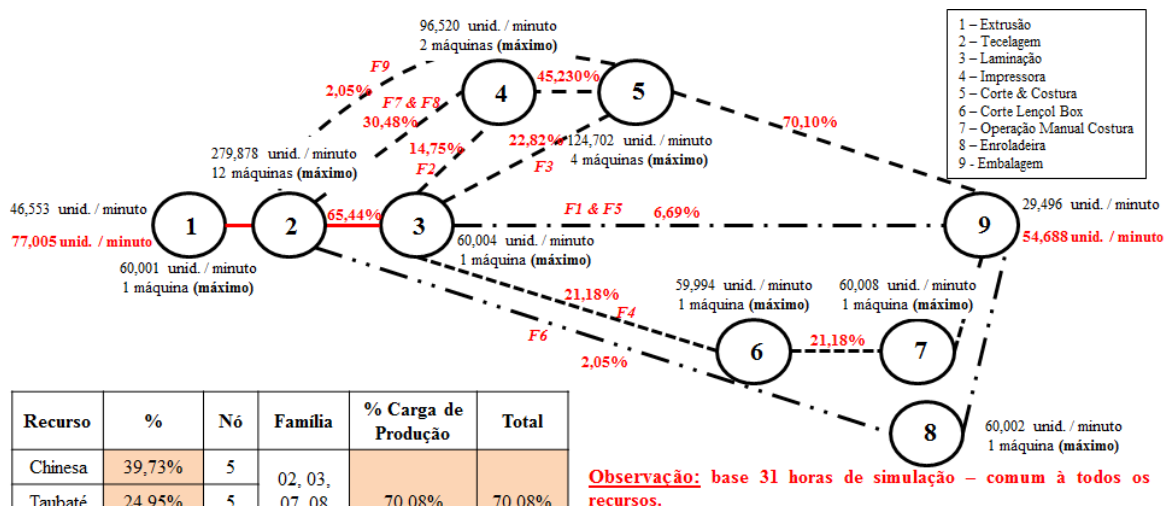 96,520 unid. / minuto
2 máquinas (máximo)
1 – Extrusão
2 – Tecelagem
3 – Laminação
4 – Impressora
5 – Corte & Costura
6 – Corte Lençol Box
7 – Operação Manual Costura
8 – Enroladeira
9 - Embalagem
F9
2,05%
F7 & F8
30,48%
4
45,230%
5
70,10%
14,75%
F2
22,82%
F3
124,702 unid. / minuto
4 máquinas (máximo)
279,878 unid. / minuto
12 máquinas (máximo)
46,553 unid. / minuto
77,005 unid. / minuto
1
2
65,44%
3
F1 & F5
6,69%
9
29,496 unid. / minuto
54,688 unid. / minuto
60,001 unid. / minuto
1 máquina (máximo)
60,004 unid. / minuto
1 máquina (máximo)
21,18%
F4
F6
2,05%
59,994 unid. / minuto
1 máquina (máximo)
60,008 unid. / minuto
1 máquina (máximo)
6
21,18%
7
8
60,002 unid. / minuto
1 máquina (máximo)
Recurso % Nó Família % Carga de Produção Total
Chinesa 39,73% 5 02, 03,
Taubaté 24,95% 5 07, 08 70,08% 70,08%
Observação: base 31 horas de simulação – comum à todos os
recursos.